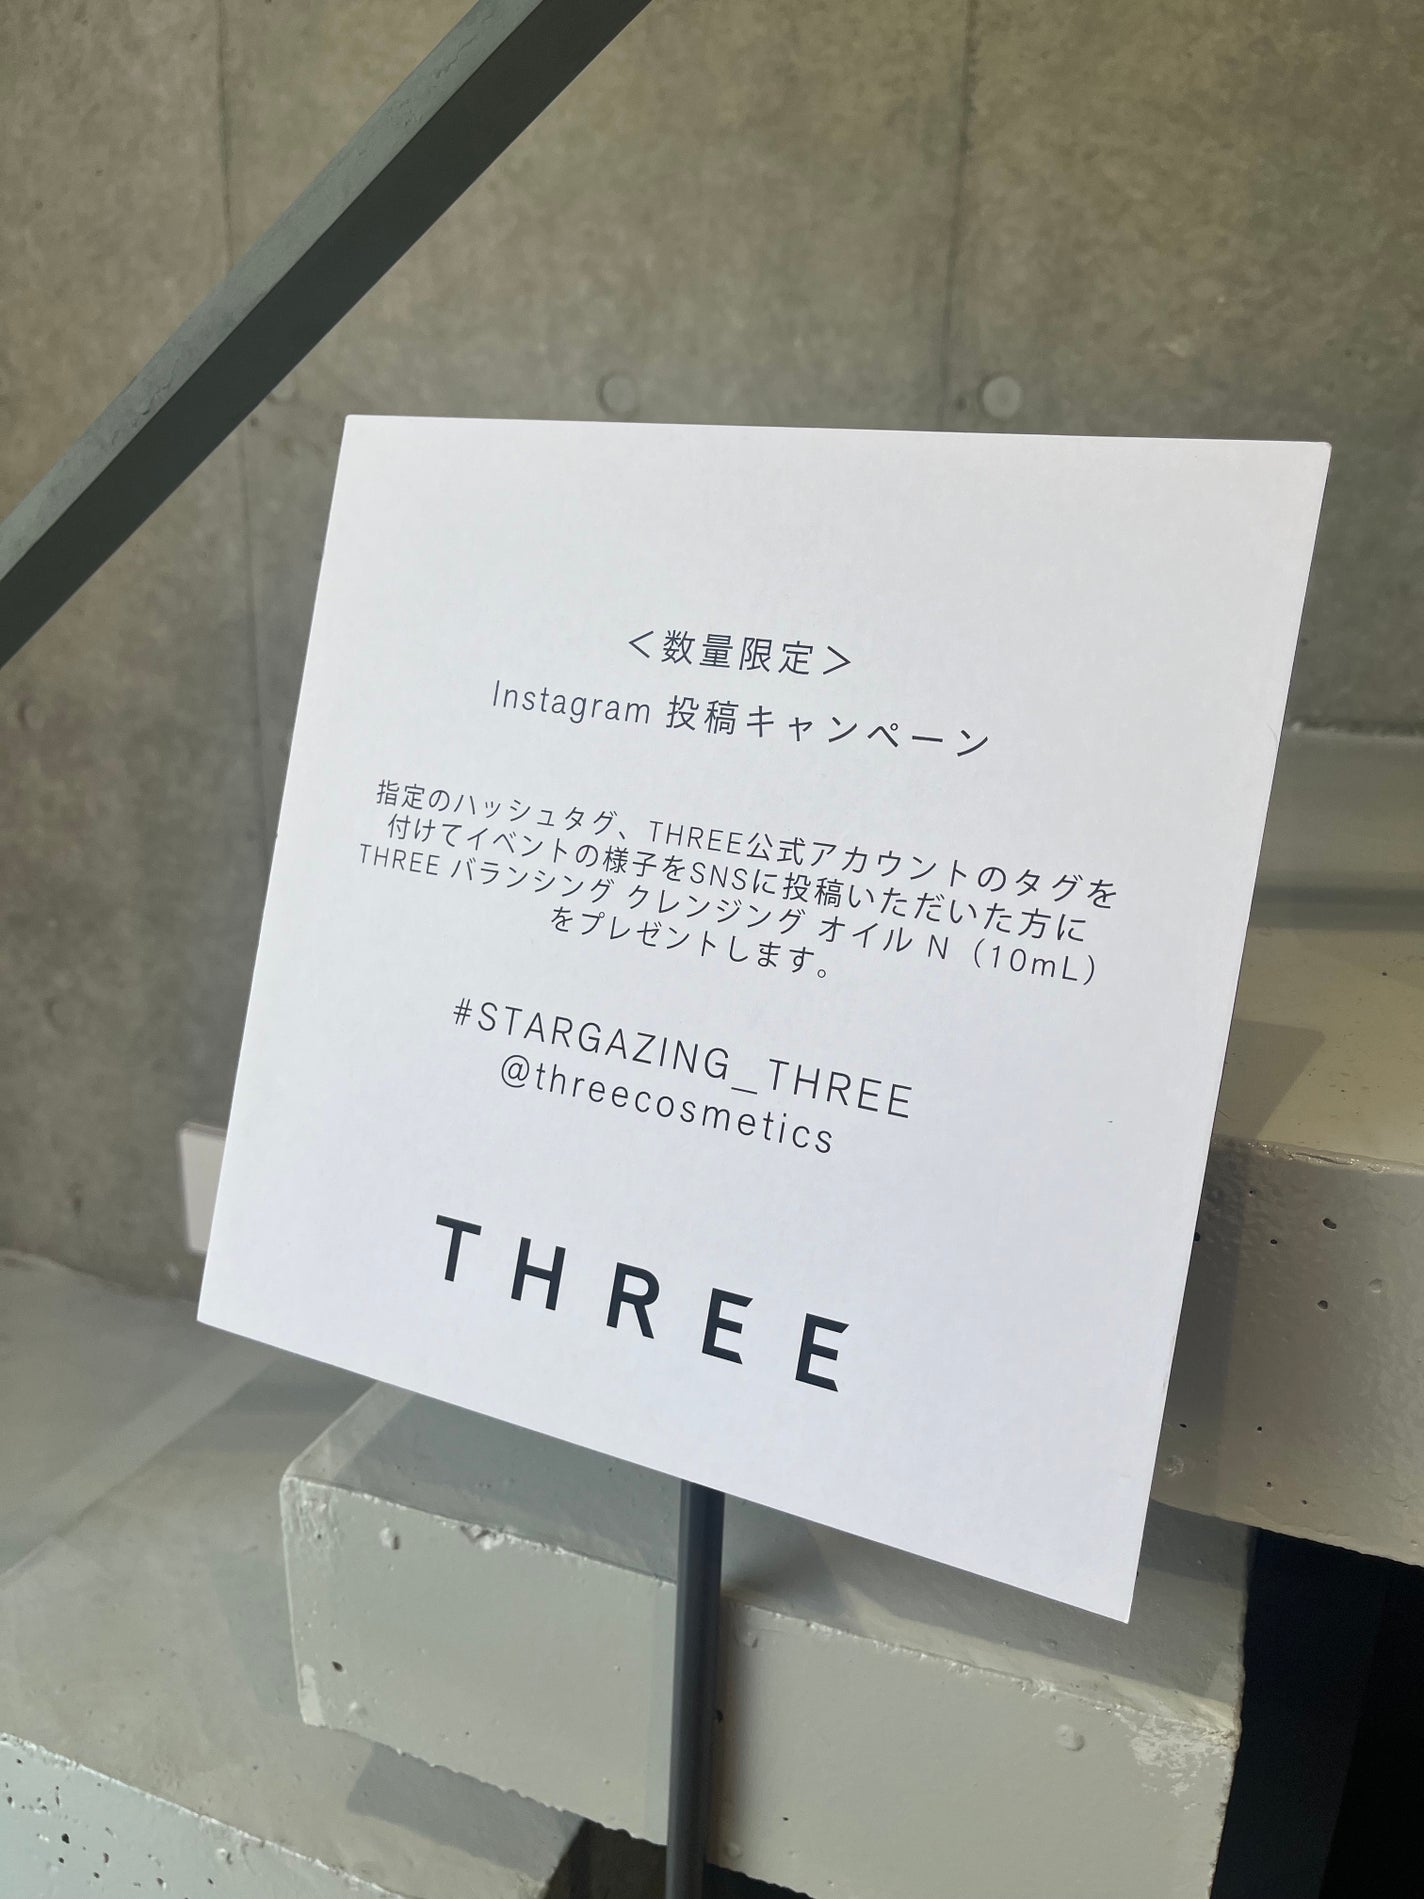 ＜数量限定＞
Instagram 投稿キャンペーン
指定のハッシュタグ、THREE公式アカウントのタグを
付けてイベントの様子をSNSに投稿いただいた方に
THREE バランシング クレンジング オイル N（10mL）
をプレゼントします。
#STARGAZING_THREE
@threecosmetics
THREE